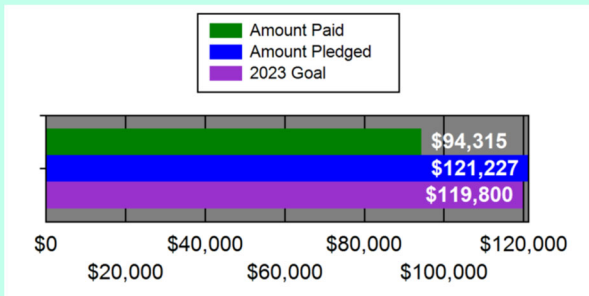 Amount Paid
Amount Pledged
2023 Goal
$94,315
$121,227
$119,800
$0 $40,000 $80,000 $120,000
$20,000 $60,000 $100,000